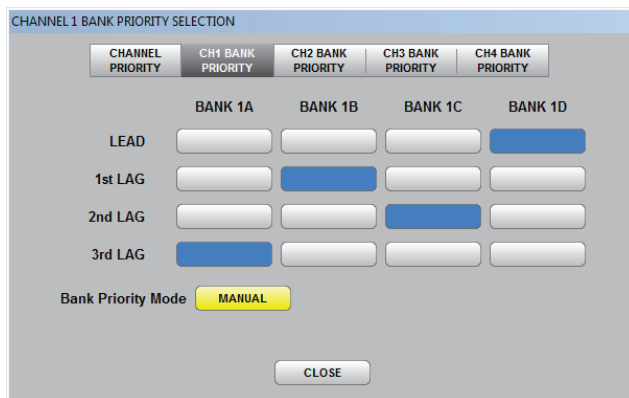 CHANNEL 1 BANK PRIORITY SELECTION
CHANNEL PRIORITY
CH1 BANK PRIORITY
CH2 BANK PRIORITY
CH3 BANK PRIORITY
CH4 BANK PRIORITY
BANK 1A BANK 1B BANK 1C BANK 1D
LEAD
1st LAG
2nd LAG
3rd LAG
Bank Priority Mode MANUAL
CLOSE